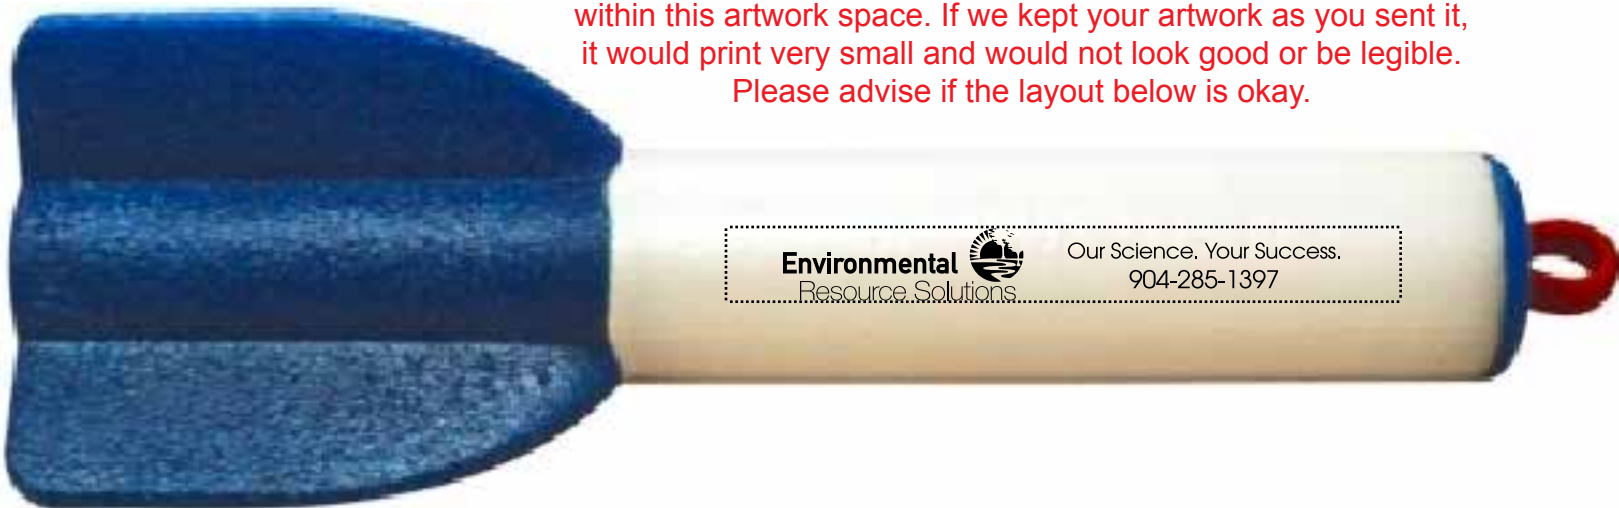 within this artwork space. If we kept your artwork as you sent it,
it would print very small and would not look good or be legible.
Please advise if the layout below is okay.
Environmental
Resource Solutions
Our Science. Your Success.
904-285-1397